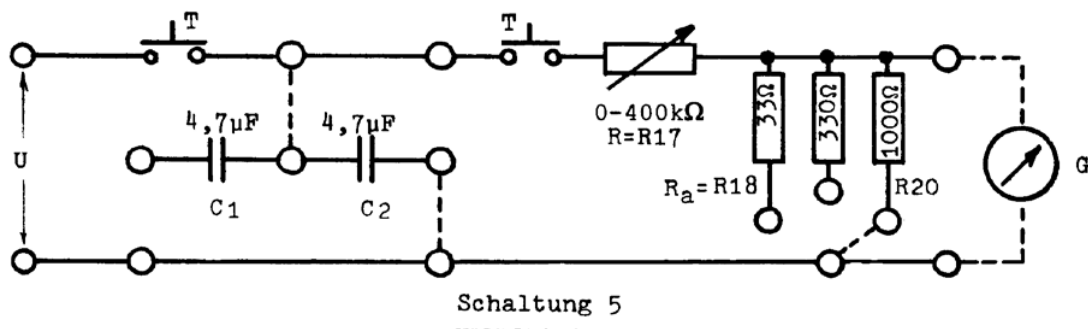 T
T
33Ω
330Ω
1000Ω
0-400kΩ
R=R17
4,7µF
4,7µF
U
G
Rₐ=R18
R20
C1
C2
Schaltung 5